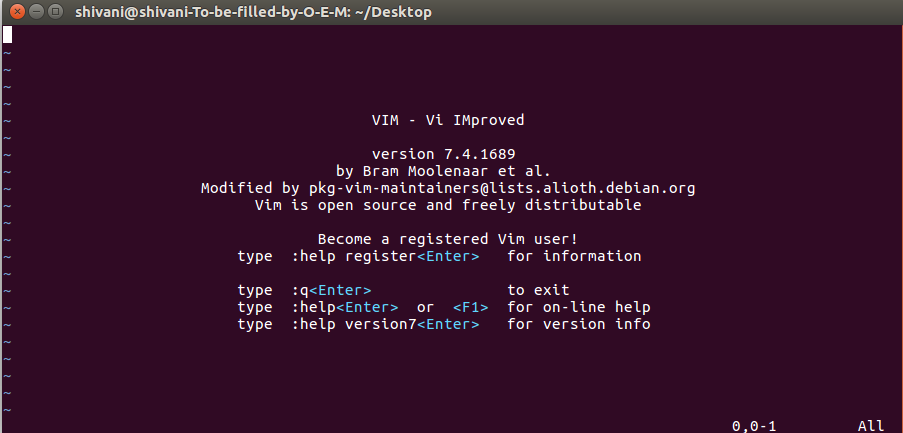 shivani@shivani-To-be-filled-by-O-E-M: ~/Desktop
~
~
~
~
VIM - Vi IMproved
~
~
version 7.4.1689
~
by Bram Moolenaar et al.
~
Modified by pkg-vim-maintainers@lists.alioth.debian.org
~
Vim is open source and freely distributable
~
~
Become a registered Vim user!
~
type :help register<Enter> for information
~
~
type :q<Enter> to exit
~
type :help<Enter> or <F1> for on-line help
~
type :help version7<Enter> for version info
~
~
~
~
~
0,0-1 All